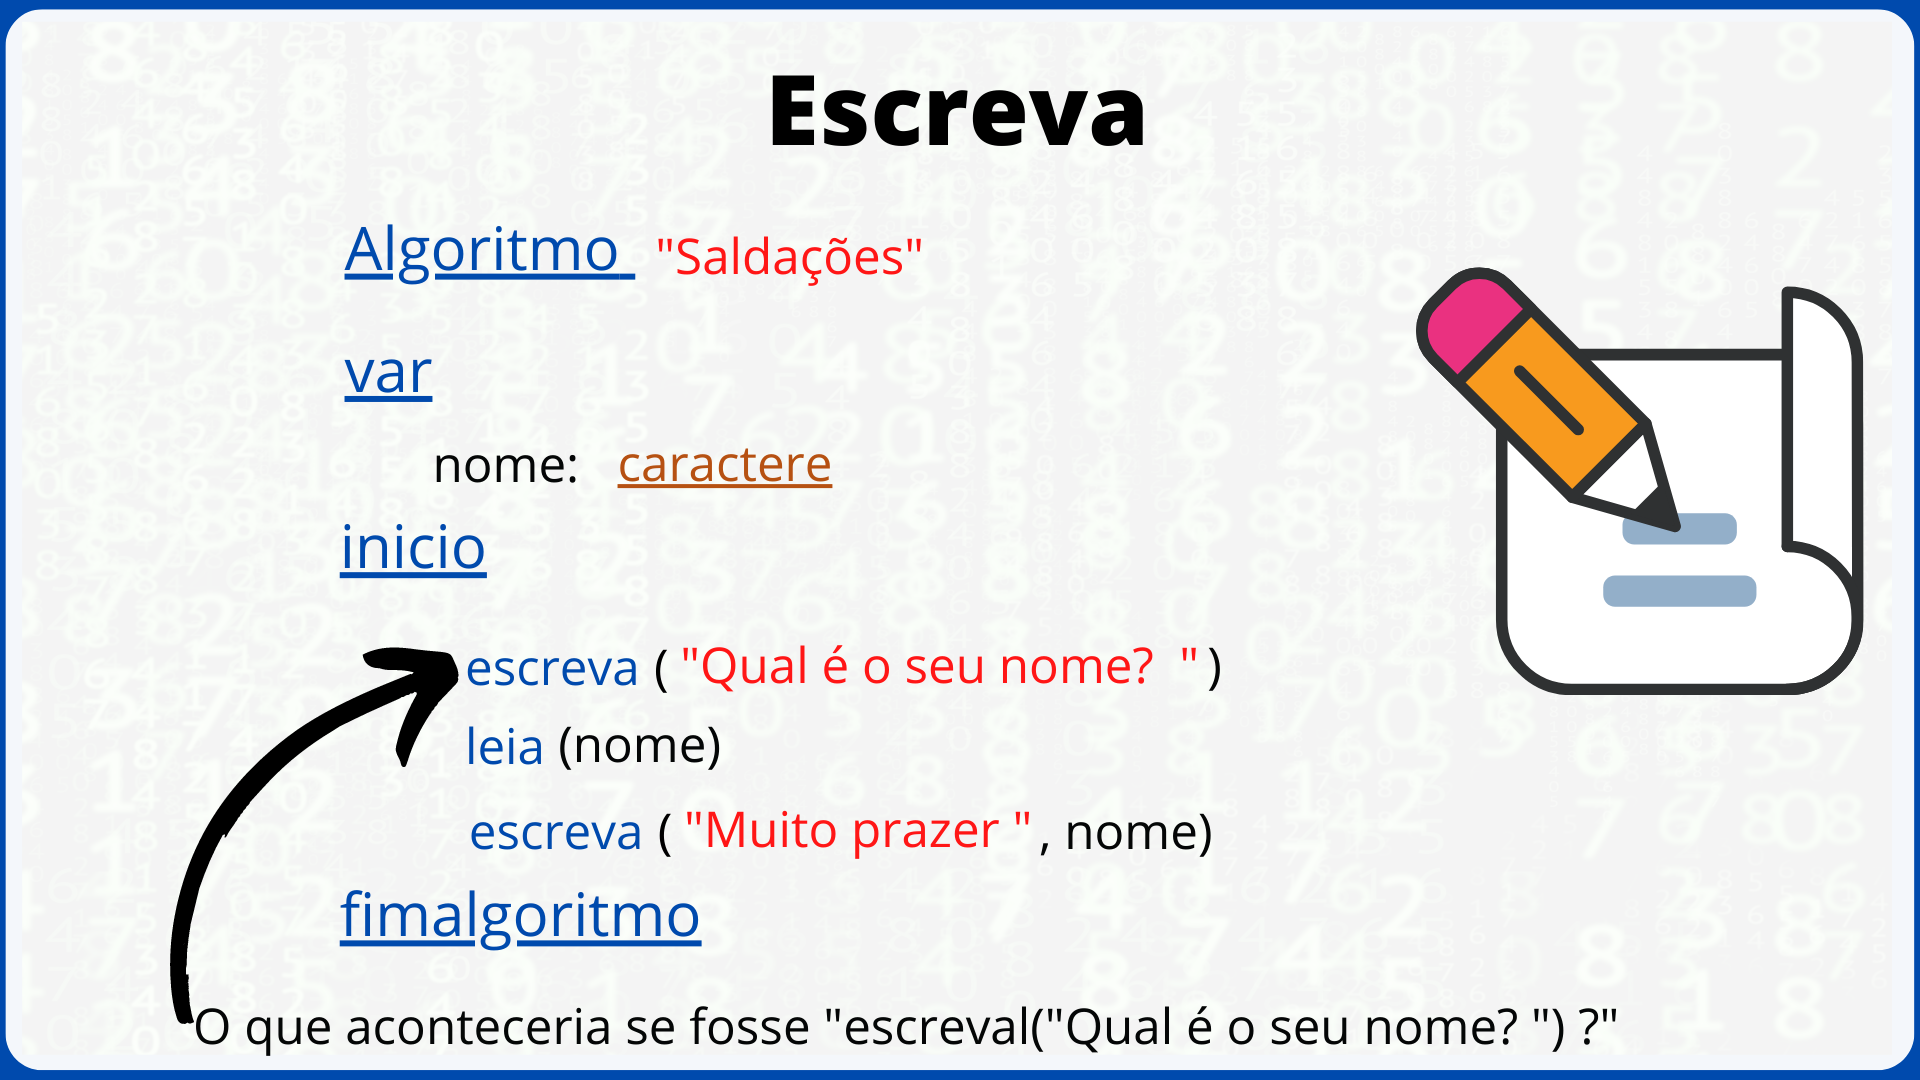 Escreva
Algoritmo "Saldações"
var
nome: caractere
inicio
escreva ( "Qual é o seu nome? " )
leia (nome)
escreva ( "Muito prazer " , nome)
fimalgoritmo
O que aconteceria se fosse "escreval("Qual é o seu nome? ") ?"